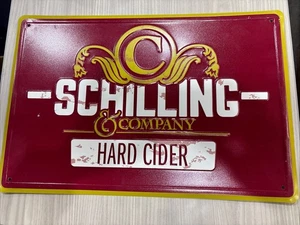 C
SCHILLING
& COMPANY
HARD CIDER